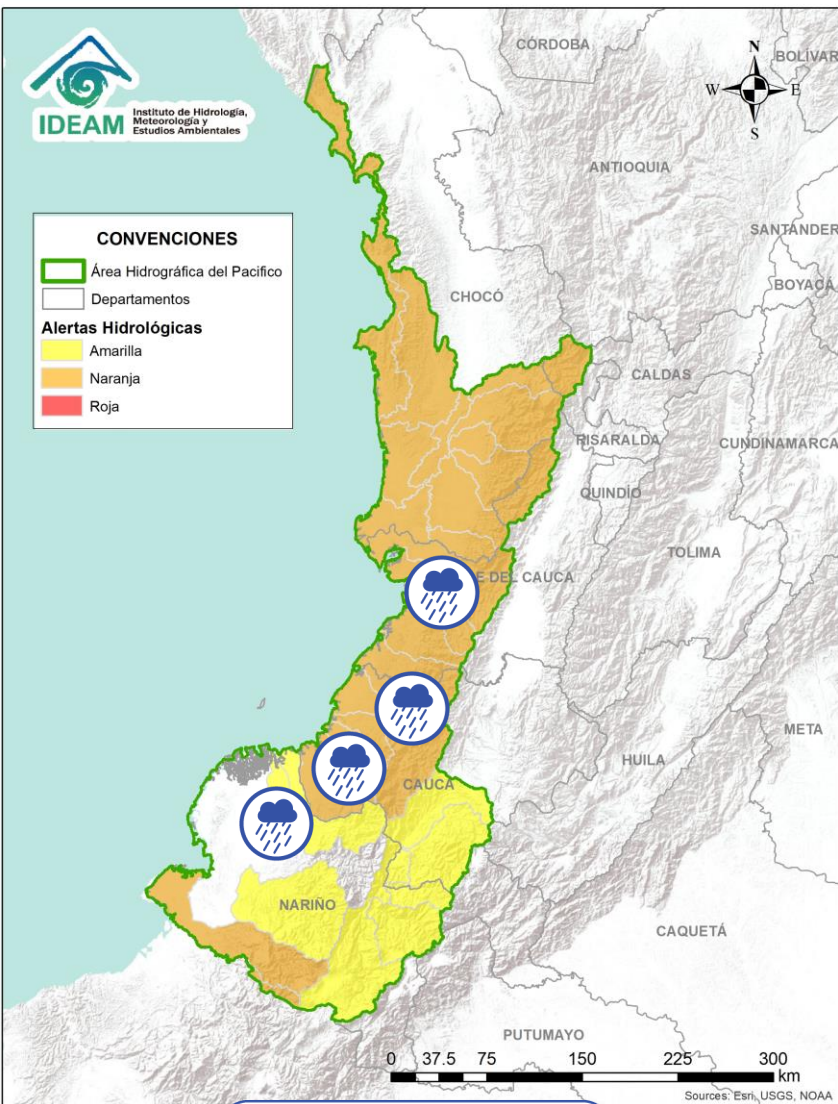 IDEAM
Instituto de Hidrología,
Meteorología y
Estudios Ambientales
N
W
E
S
CONVENCIONES
Área Hidrográfica del Pacifico
Departamentos
Alertas Hidrológicas
Amarilla
Naranja
Roja
CÓRDOBA
BOLÍVAR
ANTIOQUIA
SANTANDER
BOYACÁ
CHOCÓ
CALDAS
RISARALDA
CUNDINAMARCA
QUINDÍO
TOLIMA
E DEL CAUCA
META
HUILA
CAUCA
NARIÑO
CAQUETÁ
PUTUMAYO
0 37.5 75 150 225 300
km
Sources: Esri, USGS, NOAA